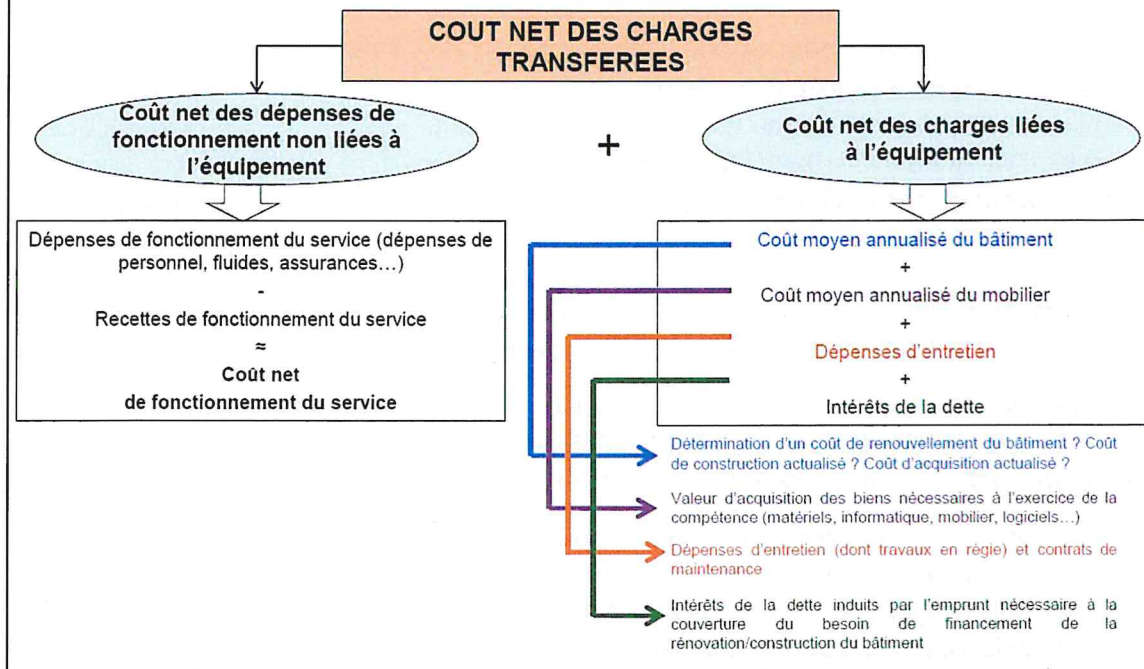 COUT NET DES CHARGES
TRANSFEREES
Coût net des dépenses de
fonctionnement non liées à
l'équipement
+
Coût net des charges liées
à l'équipement
Dépenses de fonctionnement du service (dépenses de
personnel, fluides, assurances…)
-
Recettes de fonctionnement du service
≈
Coût net
de fonctionnement du service
Coût moyen annualisé du bâtiment
+
Coût moyen annualisé du mobilier
+
Dépenses d'entretien
+
Intérêts de la dette
Détermination d'un coût de renouvellement du bâtiment ? Coût
de construction actualisé ? Coût d'acquisition actualisé ?
Valeur d'acquisition des biens nécessaires à l'exercice de la
compétence (matériels, informatique, mobilier, logiciels…)
Dépenses d'entretien (dont travaux en régie) et contrats de
maintenance
Intérêts de la dette induits par l'emprunt nécessaire à la
couverture du besoin de financement de la
rénovation/construction du bâtiment